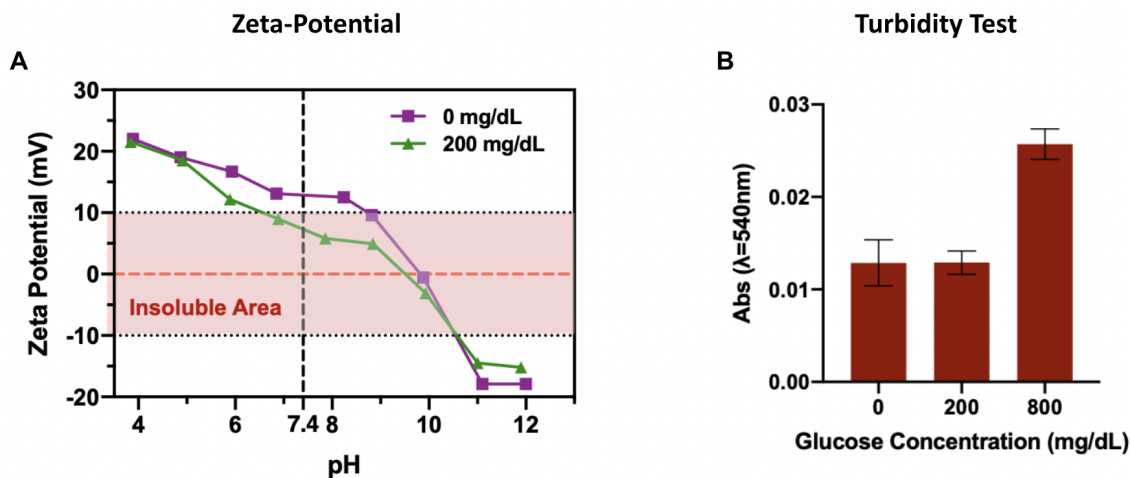 Zeta-Potential
A
Zeta Potential (mV)
30
20
10
0
-10
-20
0 mg/dL
200 mg/dL
Insoluble Area
4
6
7.4
8
10
12
pH
Turbidity Test
B
Abs (λ=540nm)
0.03
0.02
0.01
0.00
0
200
800
Glucose Concentration (mg/dL)